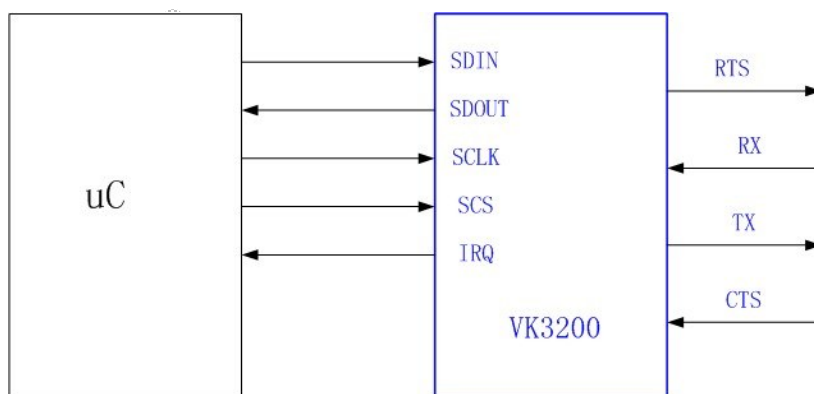 SDIN
RTS
SDOUT
SCLK
RX
uC
SCS
TX
IRQ
CTS
VK3200